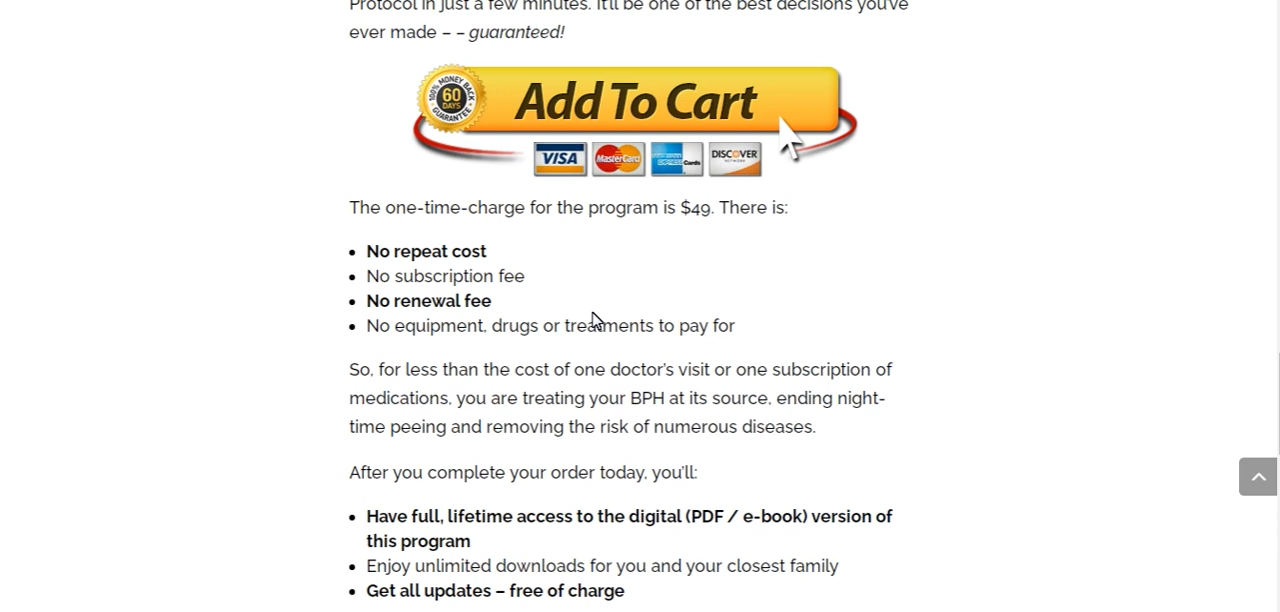 Protocol in just a few minutes. It'll be one of the best decisions you've
ever made – – guaranteed!
100% MONEY BACK
60
DAYS
GUARANTEE
Add To Cart
VISA
MasterCard
Cards
DISCOVER
NETWORK
The one-time-charge for the program is $49. There is:
• No repeat cost
• No subscription fee
• No renewal fee
• No equipment, drugs or treatments to pay for
So, for less than the cost of one doctor's visit or one subscription of
medications, you are treating your BPH at its source, ending night-
time peeing and removing the risk of numerous diseases.
After you complete your order today, you'll:
• Have full, lifetime access to the digital (PDF / e-book) version of
this program
• Enjoy unlimited downloads for you and your closest family
• Get all updates – free of charge